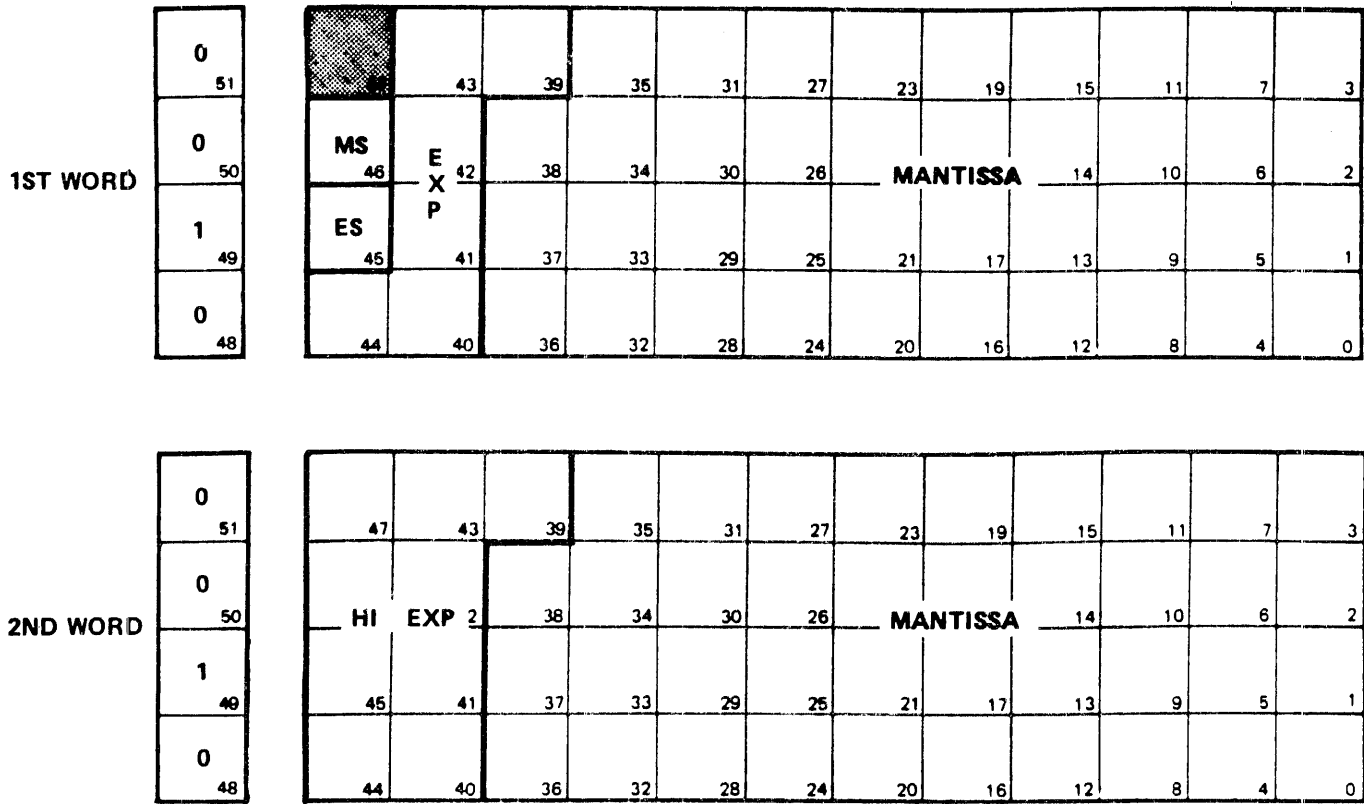 0 51 43 39 35 31 27 23 19 15 11 7 3
1ST WORD 0 50 MS 46 E X P 42 38 34 30 26 MANTISSA 14 10 6 2
1 49 ES 45 41 37 33 29 25 21 17 13 9 5 1
0 48 44 40 36 32 28 24 20 16 12 8 4 0
0 51 47 43 39 35 31 27 23 19 15 11 7 3
2ND WORD 0 50 HI EXP 2 38 34 30 26 MANTISSA 14 10 6 2
1 49 45 41 37 33 29 25 21 17 13 9 5 1
0 48 44 40 36 32 28 24 20 16 12 8 4 0